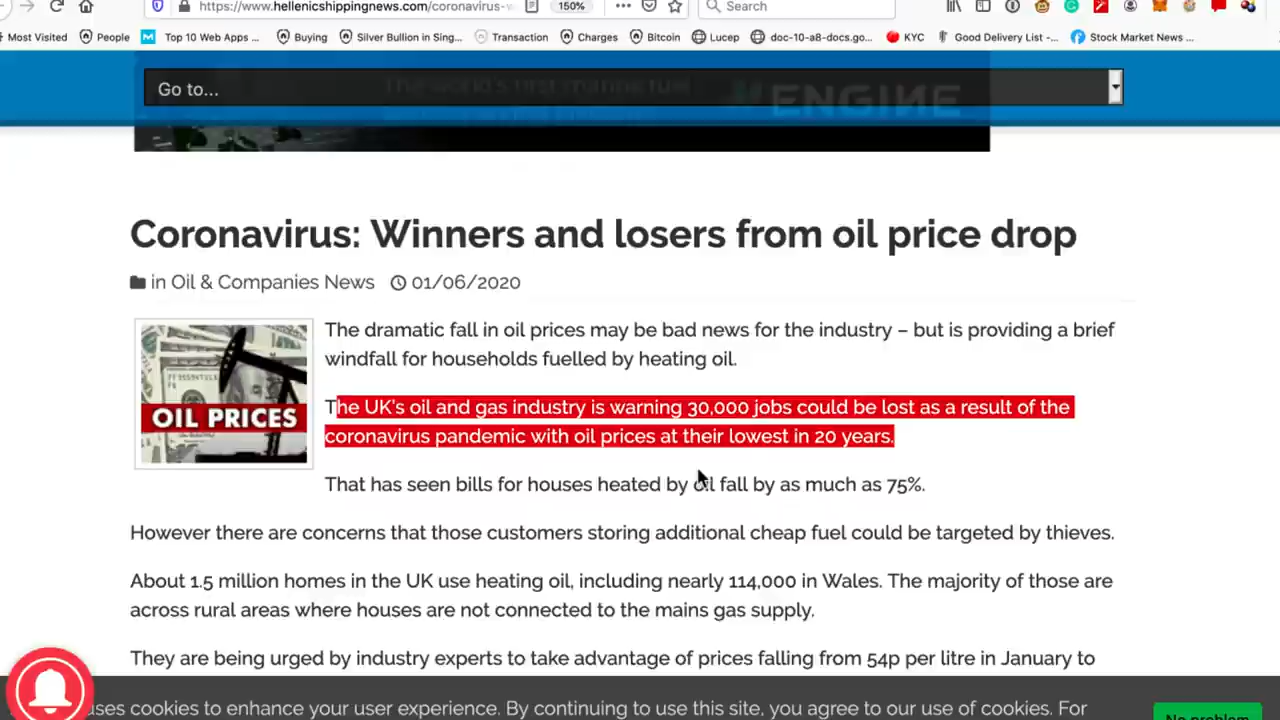 https://www.hellenicshippingnews.com/coronavirus-
150%
Search
Most Visited
People
Top 10 Web Apps ...
Buying
Silver Bullion in Sing...
Transaction
Charges
Bitcoin
Lucep
doc-10-a8-docs.go...
KYC
Good Delivery List -...
Stock Market News ...
Go to...
ENGINE
Coronavirus: Winners and losers from oil price drop
in Oil & Companies News 01/06/2020
OIL PRICES
The dramatic fall in oil prices may be bad news for the industry – but is providing a brief
windfall for households fuelled by heating oil.
The UK's oil and gas industry is warning 30,000 jobs could be lost as a result of the
coronavirus pandemic with oil prices at their lowest in 20 years.
That has seen bills for houses heated by oil fall by as much as 75%.
However there are concerns that those customers storing additional cheap fuel could be targeted by thieves.
About 1.5 million homes in the UK use heating oil, including nearly 114,000 in Wales. The majority of those are
across rural areas where houses are not connected to the mains gas supply.
They are being urged by industry experts to take advantage of prices falling from 54p per litre in January to
uses cookies to enhance your user experience. By continuing to use this site, you agree to our use of cookies. For
No problem